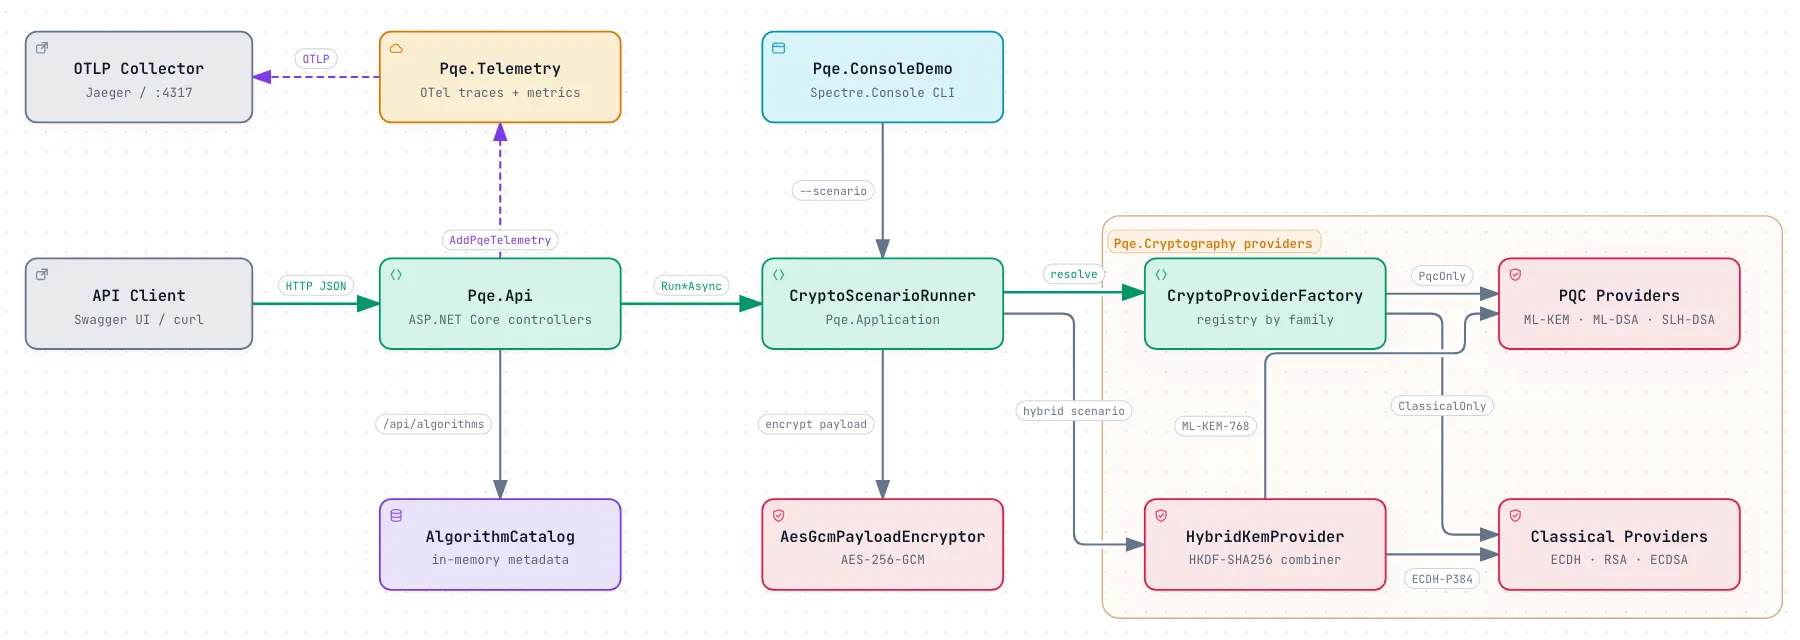 OTLP Collector
Jaeger / :4317
OTLP
Pqe.Telemetry
OTel traces + metrics
Pqe.ConsoleDemo
Spectre.Console CLI
--scenario
AddPqeTelemetry
Pqe.Cryptography providers
API Client
Swagger UI / curl
HTTP JSON
Pqe.Api
ASP.NET Core controllers
Run*Async
CryptoScenarioRunner
Pqe.Application
resolve
CryptoProviderFactory
registry by family
PqcOnly
PQC Providers
ML-KEM · ML-DSA · SLH-DSA
/api/algorithms
encrypt payload
hybrid scenario
ML-KEM-768
ClassicalOnly
AlgorithmCatalog
in-memory metadata
AesGcmPayloadEncryptor
AES-256-GCM
HybridKemProvider
HKDF-SHA256 combiner
ECDH-P384
Classical Providers
ECDH · RSA · ECDSA